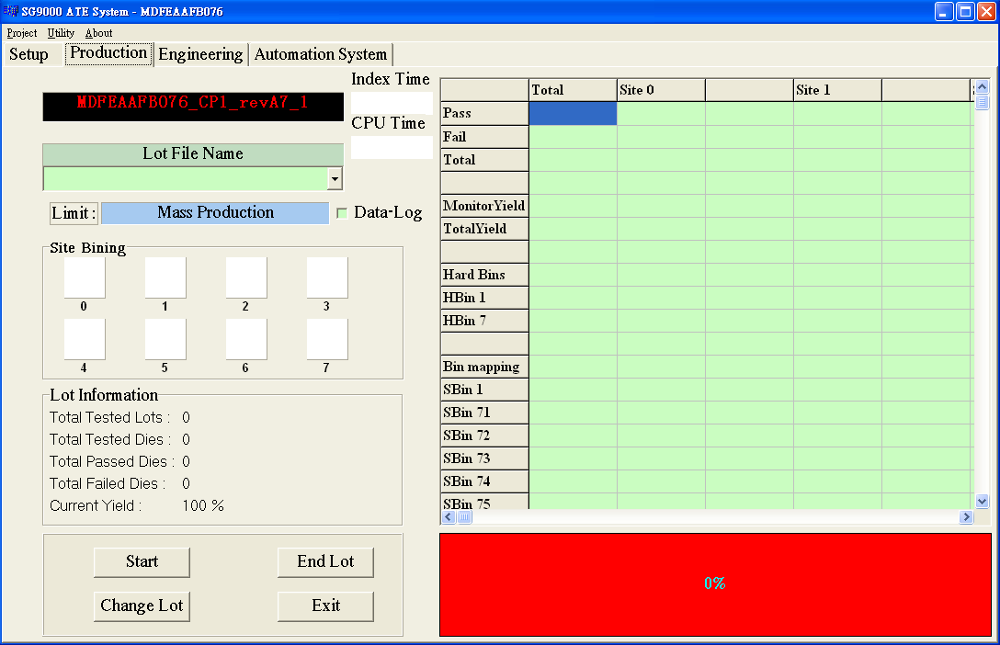 SG9000 ATE System - MDFEAAFB076
Project Utility About
Setup Production Engineering Automation System
MDFEAAFB076_CP1_revA7_1
Index Time
CPU Time
Lot File Name
Limit : Mass Production Data-Log
Site Bining
0 1 2 3
4 5 6 7
Lot Information
Total Tested Lots : 0
Total Tested Dies : 0
Total Passed Dies : 0
Total Failed Dies : 0
Current Yield : 100 %
Start End Lot
Change Lot Exit
Total Site 0 Site 1
Pass
Fail
Total
MonitorYield
TotalYield
Hard Bins
HBin 1
HBin 7
Bin mapping
SBin 1
SBin 71
SBin 72
SBin 73
SBin 74
SBin 75
0%